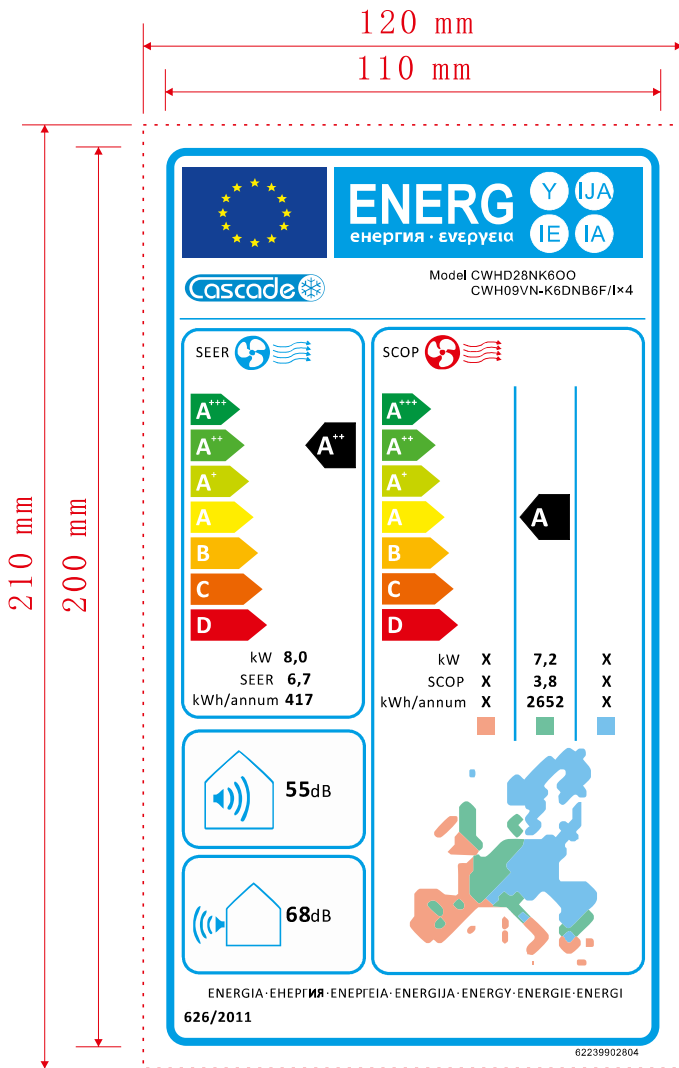 120 mm
110 mm
210 mm
200 mm
ENERG
енергия · ενεργεια
Y IJA
IE IA
Cascade
Model CWHD28NK6OO
CWH09VN-K6DNB6F/I×4
SEER
A+++
A++
A+
A
B
C
D
A++
kW 8,0
SEER 6,7
kWh/annum 417
SCOP
A+++
A++
A+
A
B
C
D
A
kW X 7,2 X
SCOP X 3,8 X
kWh/annum X 2652 X
55dB
68dB
ENERGIA·ЕНЕРГИЯ·ΕΝΕΡΓΕΙΑ·ENERGIJA·ENERGY·ENERGIE·ENERGI
626/2011
62239902804